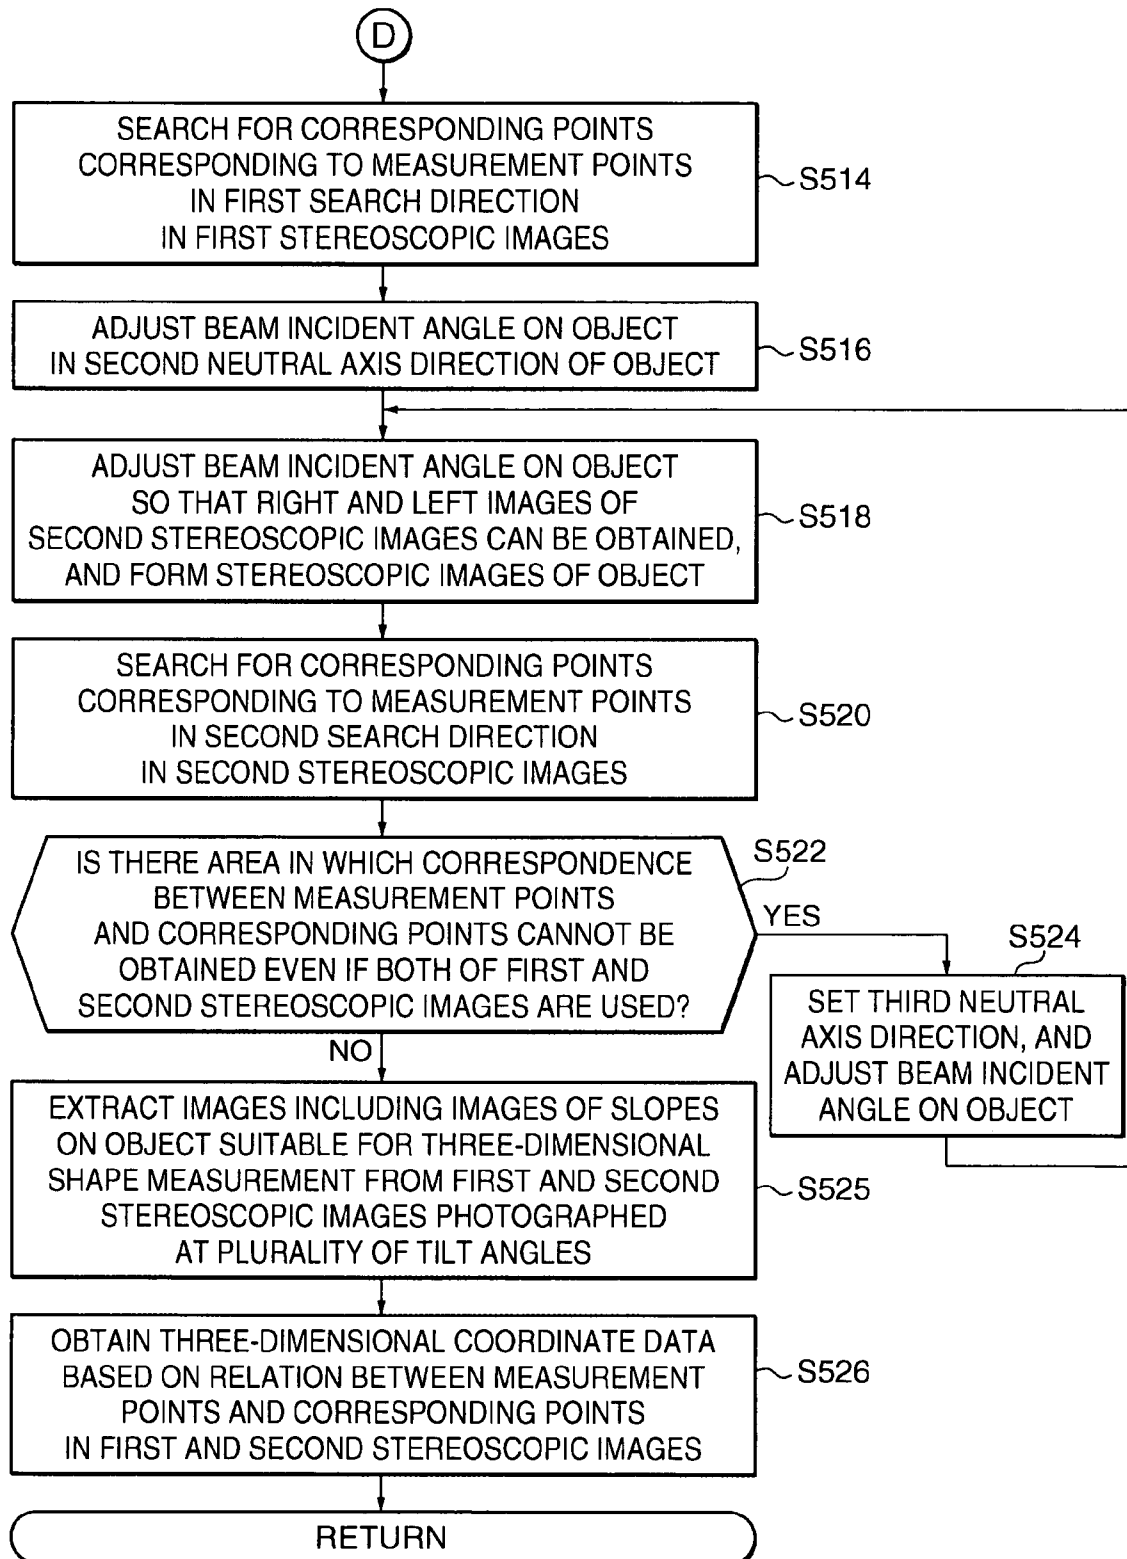 D
SEARCH FOR CORRESPONDING POINTS
CORRESPONDING TO MEASUREMENT POINTS
IN FIRST SEARCH DIRECTION
IN FIRST STEREOSCOPIC IMAGES
S514
ADJUST BEAM INCIDENT ANGLE ON OBJECT
IN SECOND NEUTRAL AXIS DIRECTION OF OBJECT
S516
ADJUST BEAM INCIDENT ANGLE ON OBJECT
SO THAT RIGHT AND LEFT IMAGES OF
SECOND STEREOSCOPIC IMAGES CAN BE OBTAINED,
AND FORM STEREOSCOPIC IMAGES OF OBJECT
S518
SEARCH FOR CORRESPONDING POINTS
CORRESPONDING TO MEASUREMENT POINTS
IN SECOND SEARCH DIRECTION
IN SECOND STEREOSCOPIC IMAGES
S520
IS THERE AREA IN WHICH CORRESPONDENCE
BETWEEN MEASUREMENT POINTS
AND CORRESPONDING POINTS CANNOT BE
OBTAINED EVEN IF BOTH OF FIRST AND
SECOND STEREOSCOPIC IMAGES ARE USED?
S522
YES
S524
SET THIRD NEUTRAL
AXIS DIRECTION, AND
ADJUST BEAM INCIDENT
ANGLE ON OBJECT
NO
EXTRACT IMAGES INCLUDING IMAGES OF SLOPES
ON OBJECT SUITABLE FOR THREE-DIMENSIONAL
SHAPE MEASUREMENT FROM FIRST AND SECOND
STEREOSCOPIC IMAGES PHOTOGRAPHED
AT PLURALITY OF TILT ANGLES
S525
OBTAIN THREE-DIMENSIONAL COORDINATE DATA
BASED ON RELATION BETWEEN MEASUREMENT
POINTS AND CORRESPONDING POINTS
IN FIRST AND SECOND STEREOSCOPIC IMAGES
S526
RETURN